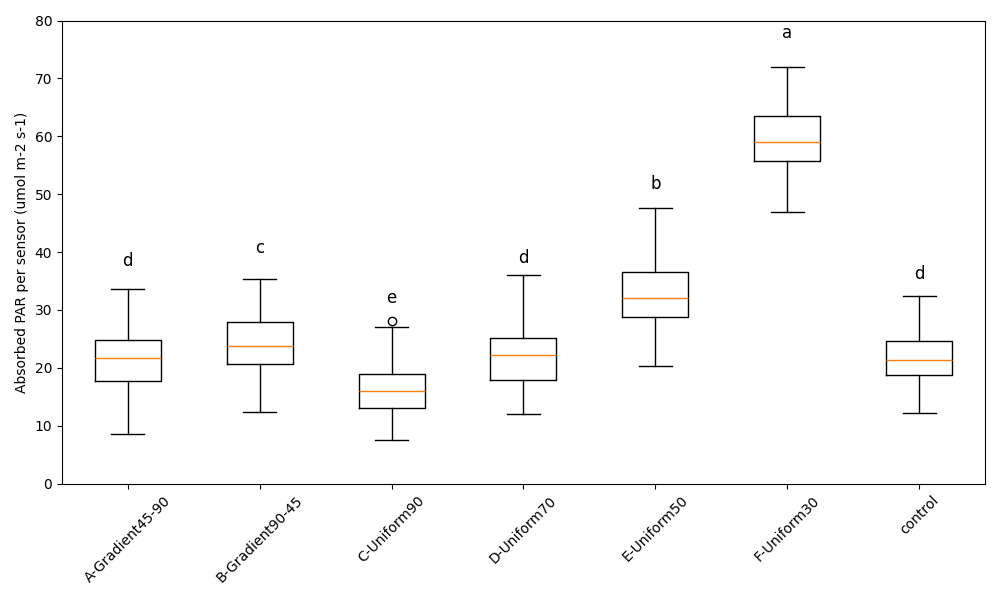 80
70
60
50
40
30
20
10
0
Absorbed PAR per sensor (umol m-2 s-1)
d
c
e
d
b
a
d
A-Gradient45-90
B-Gradient90-45
C-Uniform90
D-Uniform70
E-Uniform50
F-Uniform30
control